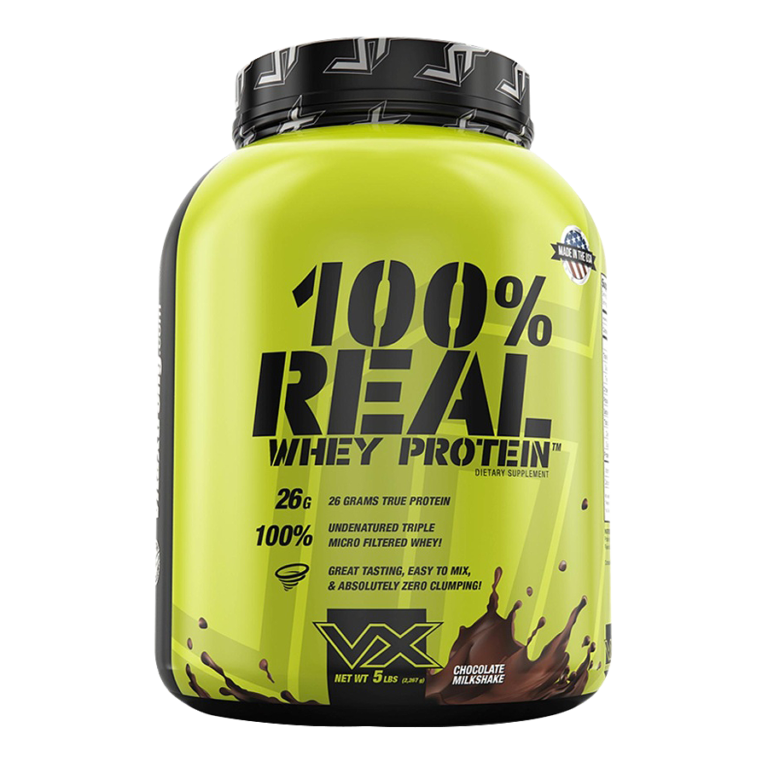 MADE IN THE USA
100%
REAL
WHEY PROTEIN™
DIETARY SUPPLEMENT
26G 26 GRAMS TRUE PROTEIN
100% UNDENATURED TRIPLE
MICRO FILTERED WHEY!
GREAT TASTING, EASY TO MIX,
& ABSOLUTELY ZERO CLUMPING!
VX
NET WT 5 LBS (2,267 g)
CHOCOLATE
MILKSHAKE